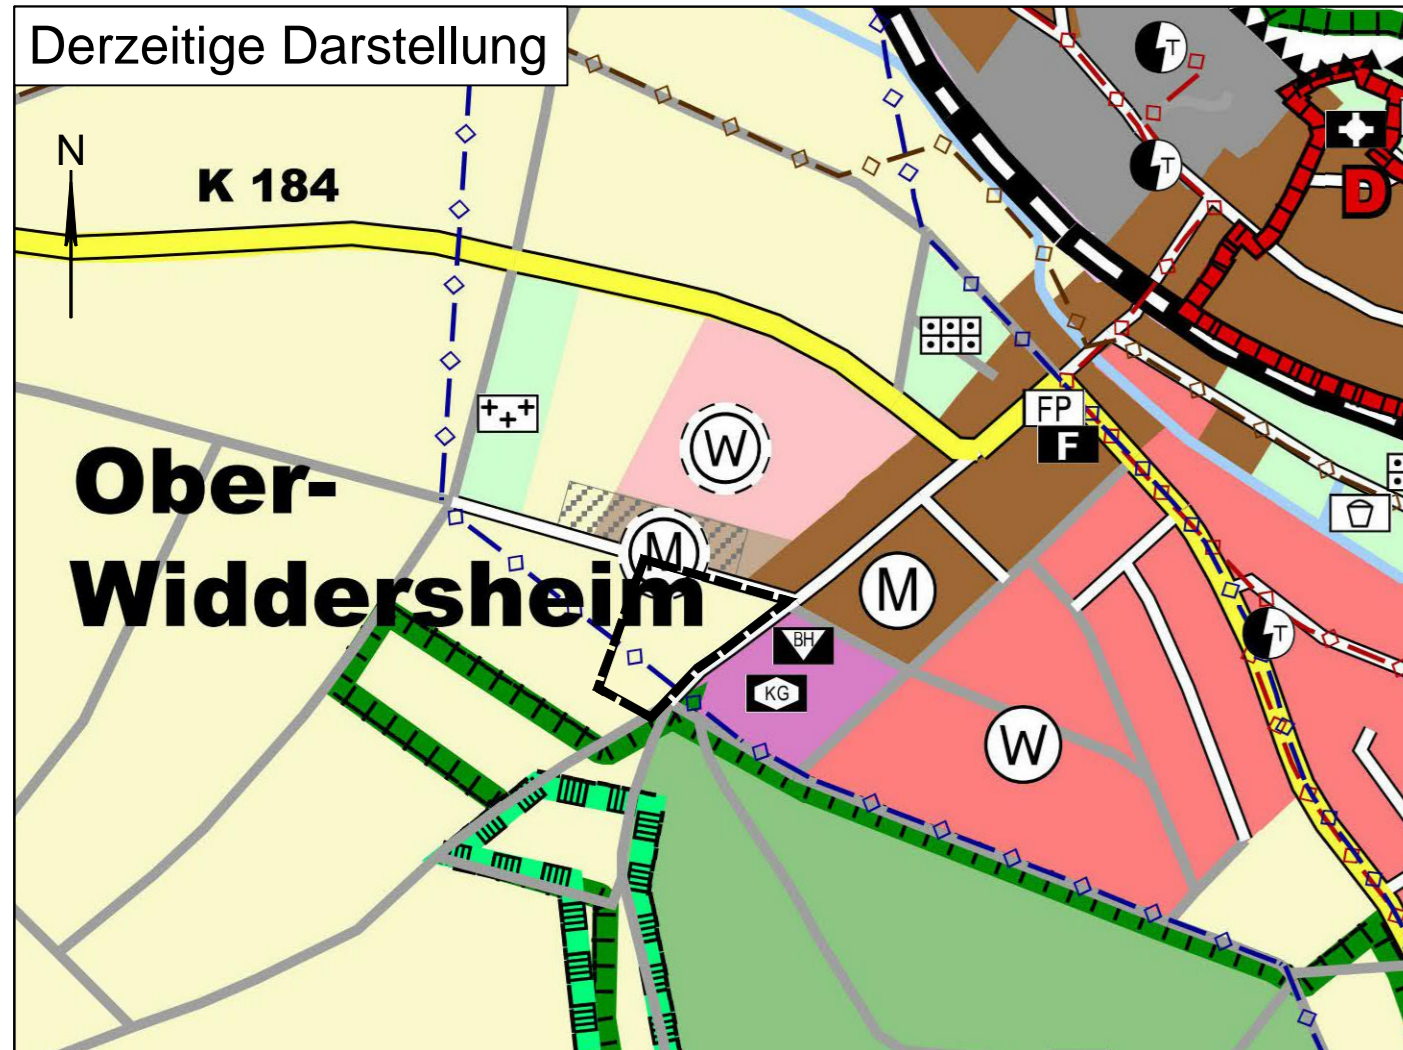 Derzeitige Darstellung
N
K 184
T
T
D
FP
F
W
Ober-
M
Widdersheim
M
BH
KG
T
W